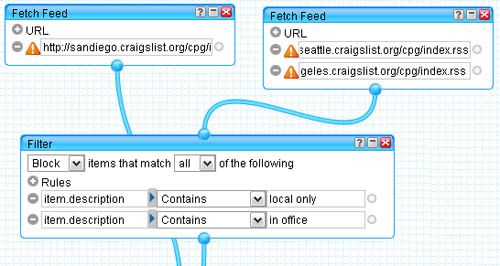 Fetch Feed
URL
http://sandiego.craigslist.org/cpg/i
Fetch Feed
URL
seattle.craigslist.org/cpg/index.rss
geles.craigslist.org/cpg/index.rss
Filter
Block items that match all of the following
Rules
item.description Contains local only
item.description Contains in office